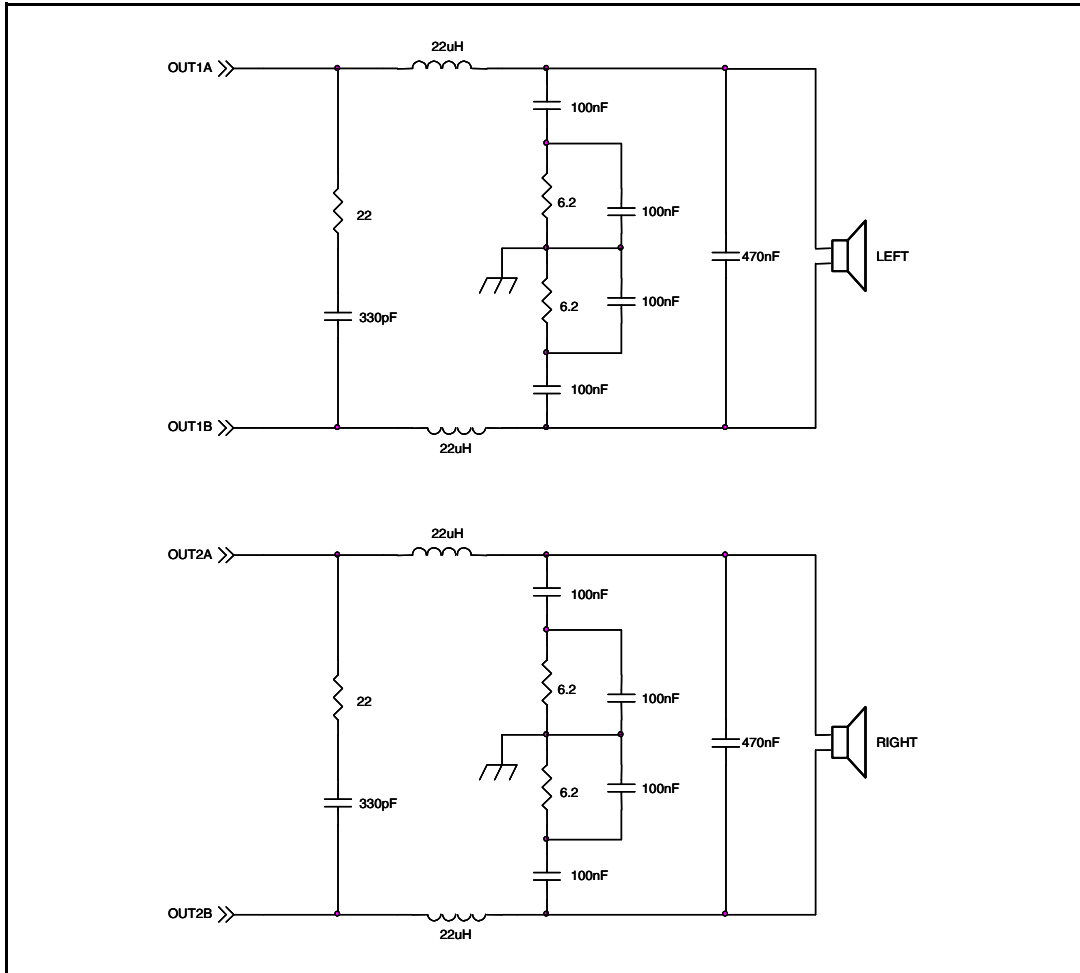 22uH
OUT1A
100nF
6.2
100nF
22
470nF
LEFT
6.2
100nF
330pF
100nF
OUT1B
22uH
22uH
OUT2A
100nF
6.2
100nF
22
470nF
RIGHT
6.2
100nF
330pF
100nF
OUT2B
22uH